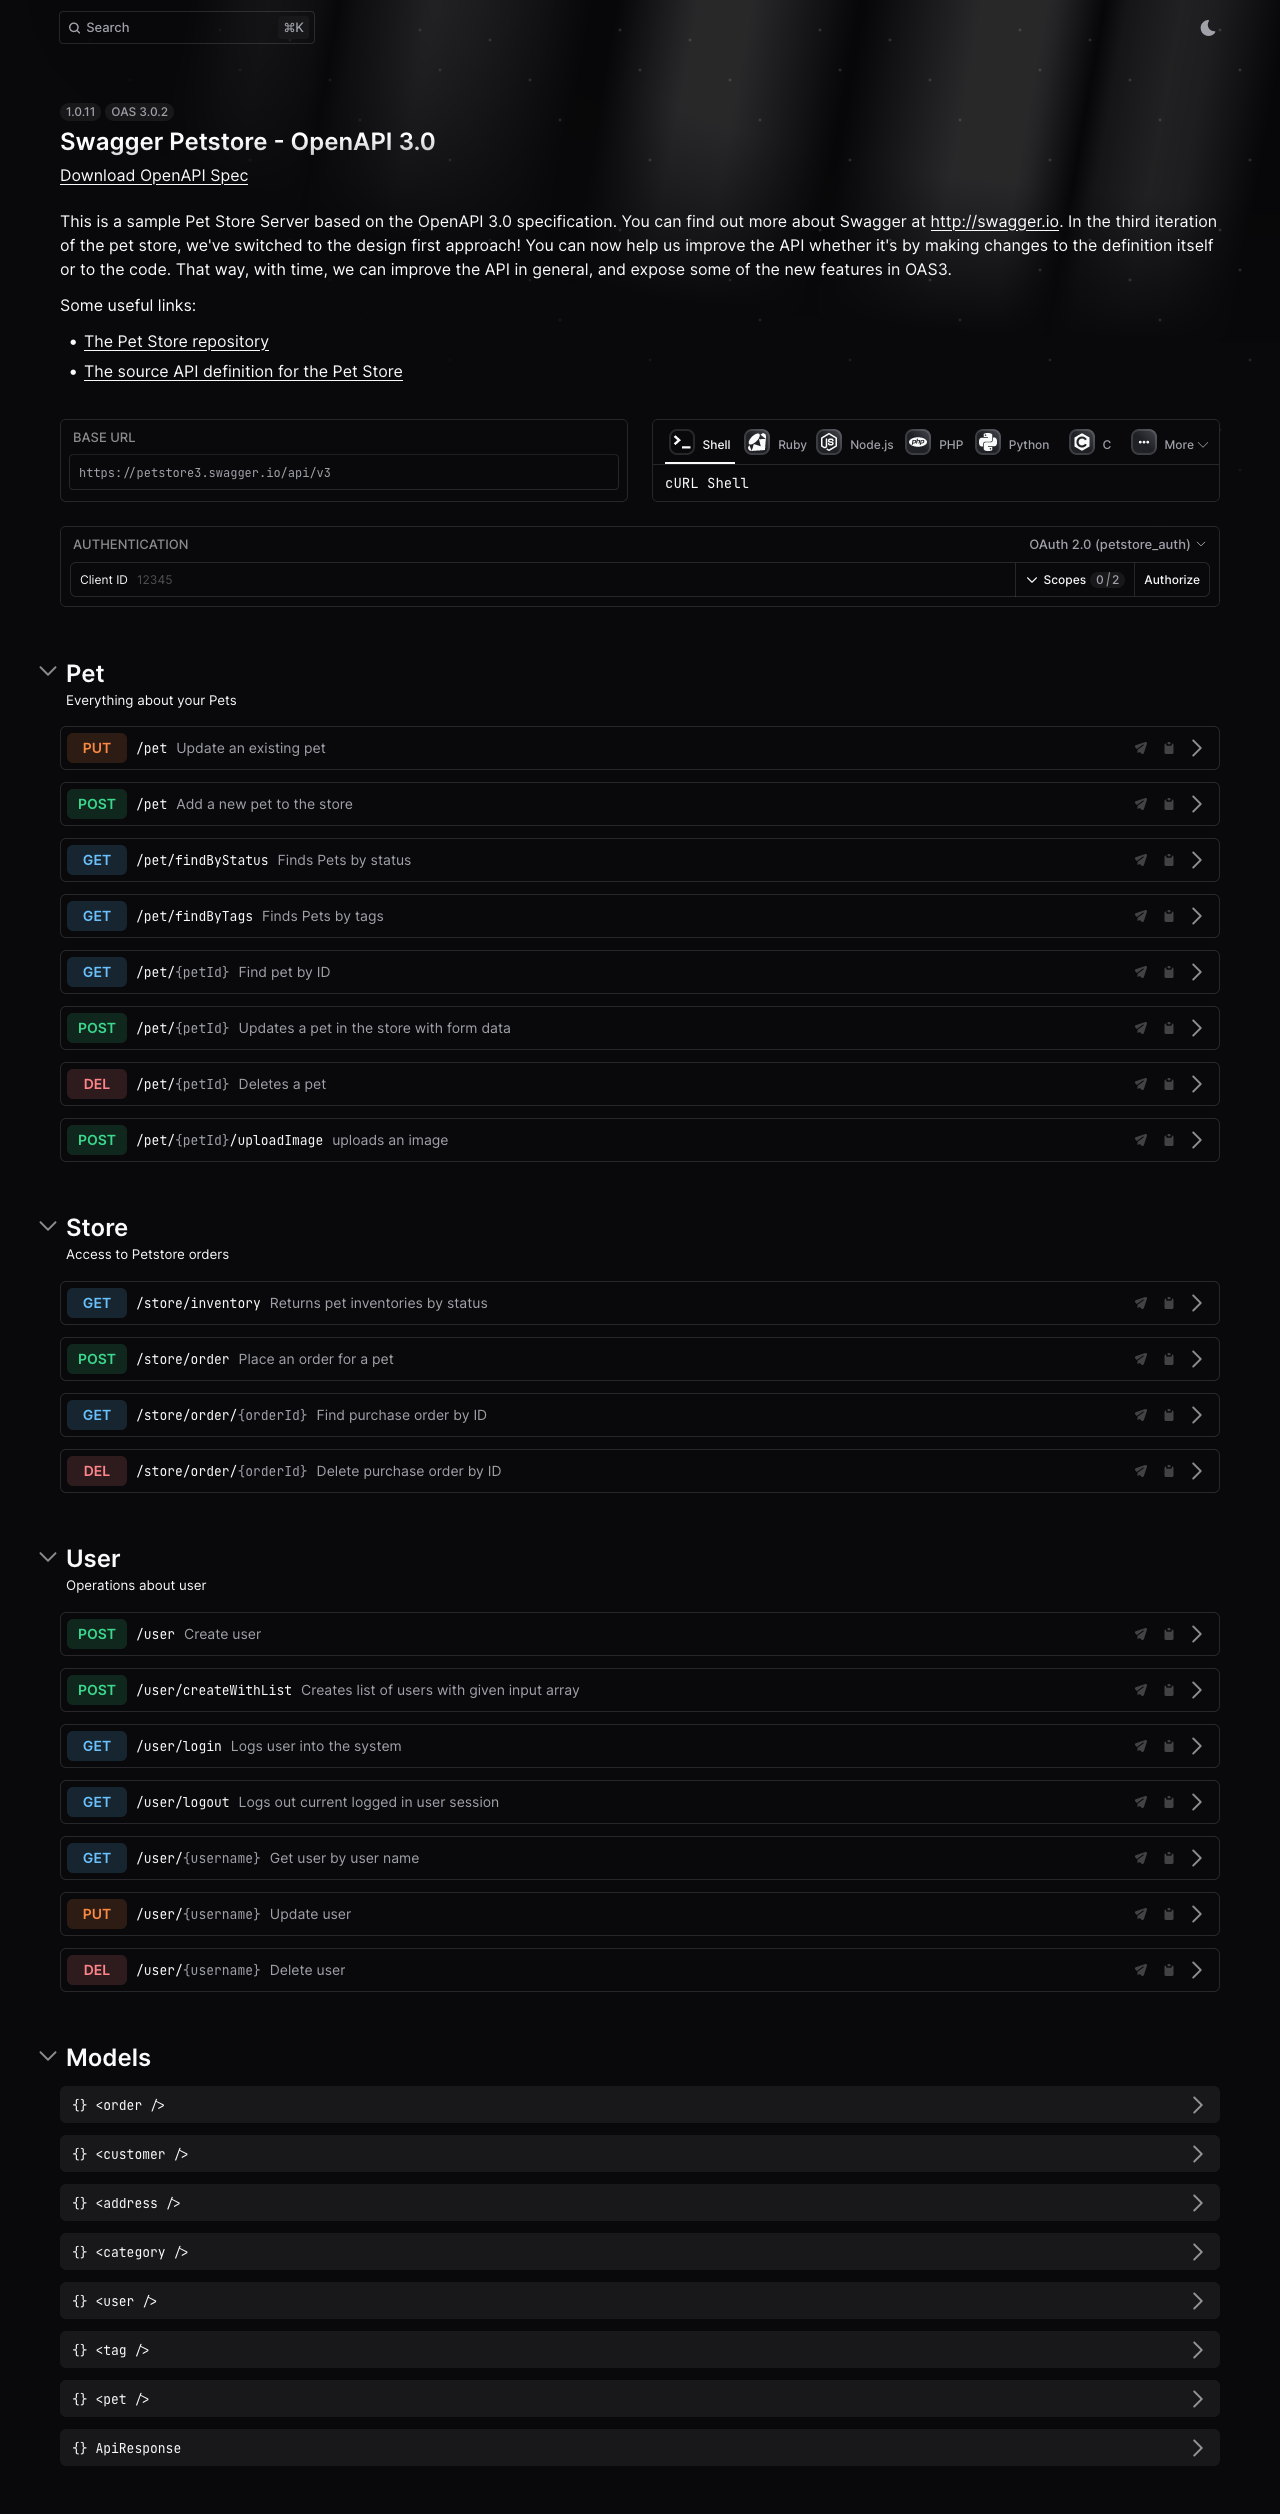 Search ⌘K
1.0.11 OAS 3.0.2
Swagger Petstore - OpenAPI 3.0
Download OpenAPI Spec
This is a sample Pet Store Server based on the OpenAPI 3.0 specification. You can find out more about Swagger at http://swagger.io. In the third iteration
of the pet store, we've switched to the design first approach! You can now help us improve the API whether it's by making changes to the definition itself
or to the code. That way, with time, we can improve the API in general, and expose some of the new features in OAS3.
Some useful links:
• The Pet Store repository
• The source API definition for the Pet Store
BASE URL
https://petstore3.swagger.io/api/v3
Shell Ruby Node.js PHP Python C More
cURL Shell
AUTHENTICATION OAuth 2.0 (petstore_auth)
Client ID 12345 Scopes 0 / 2 Authorize
Pet
Everything about your Pets
PUT /pet Update an existing pet
POST /pet Add a new pet to the store
GET /pet/findByStatus Finds Pets by status
GET /pet/findByTags Finds Pets by tags
GET /pet/{petId} Find pet by ID
POST /pet/{petId} Updates a pet in the store with form data
DEL /pet/{petId} Deletes a pet
POST /pet/{petId}/uploadImage uploads an image
Store
Access to Petstore orders
GET /store/inventory Returns pet inventories by status
POST /store/order Place an order for a pet
GET /store/order/{orderId} Find purchase order by ID
DEL /store/order/{orderId} Delete purchase order by ID
User
Operations about user
POST /user Create user
POST /user/createWithList Creates list of users with given input array
GET /user/login Logs user into the system
GET /user/logout Logs out current logged in user session
GET /user/{username} Get user by user name
PUT /user/{username} Update user
DEL /user/{username} Delete user
Models
{} <order />
{} <customer />
{} <address />
{} <category />
{} <user />
{} <tag />
{} <pet />
{} ApiResponse